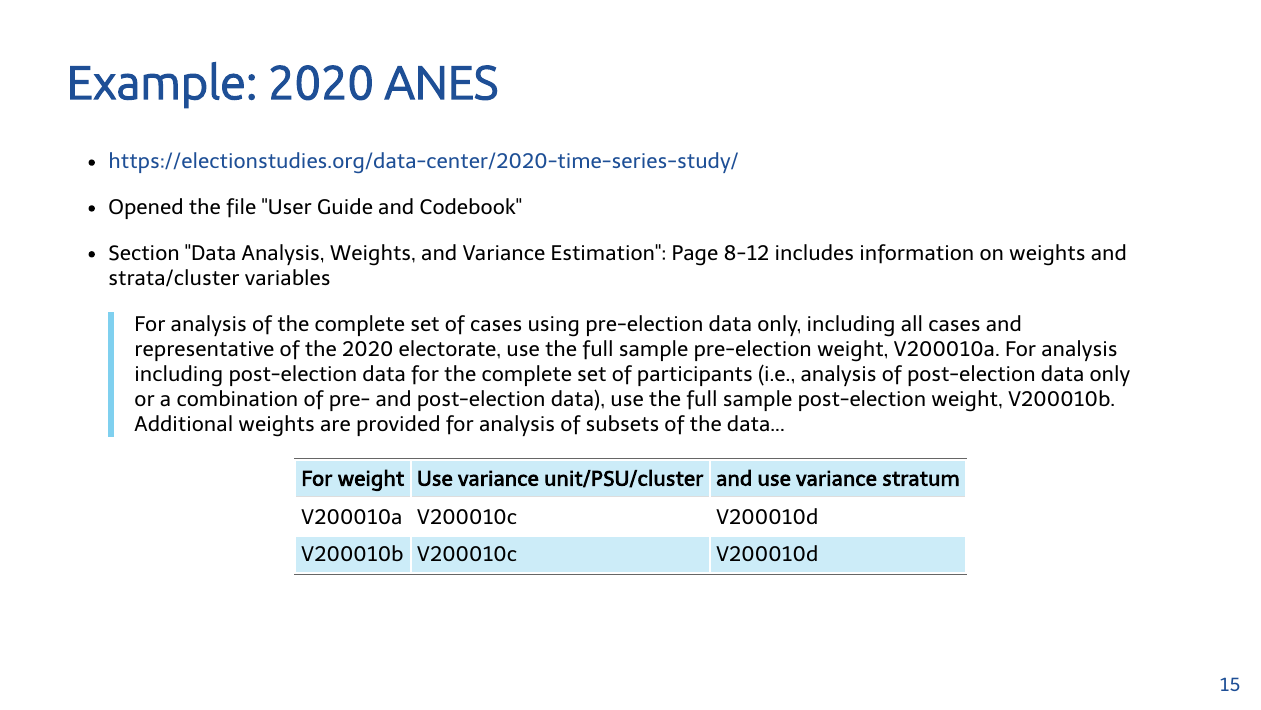 Example: 2020 ANES
• https://electionstudies.org/data-center/2020-time-series-study/
• Opened the file "User Guide and Codebook"
• Section "Data Analysis, Weights, and Variance Estimation": Page 8-12 includes information on weights and
strata/cluster variables
For analysis of the complete set of cases using pre-election data only, including all cases and
representative of the 2020 electorate, use the full sample pre-election weight, V200010a. For analysis
including post-election data for the complete set of participants (i.e., analysis of post-election data only
or a combination of pre- and post-election data), use the full sample post-election weight, V200010b.
Additional weights are provided for analysis of subsets of the data...
For weight Use variance unit/PSU/cluster and use variance stratum
V200010a V200010c V200010d
V200010b V200010c V200010d
15